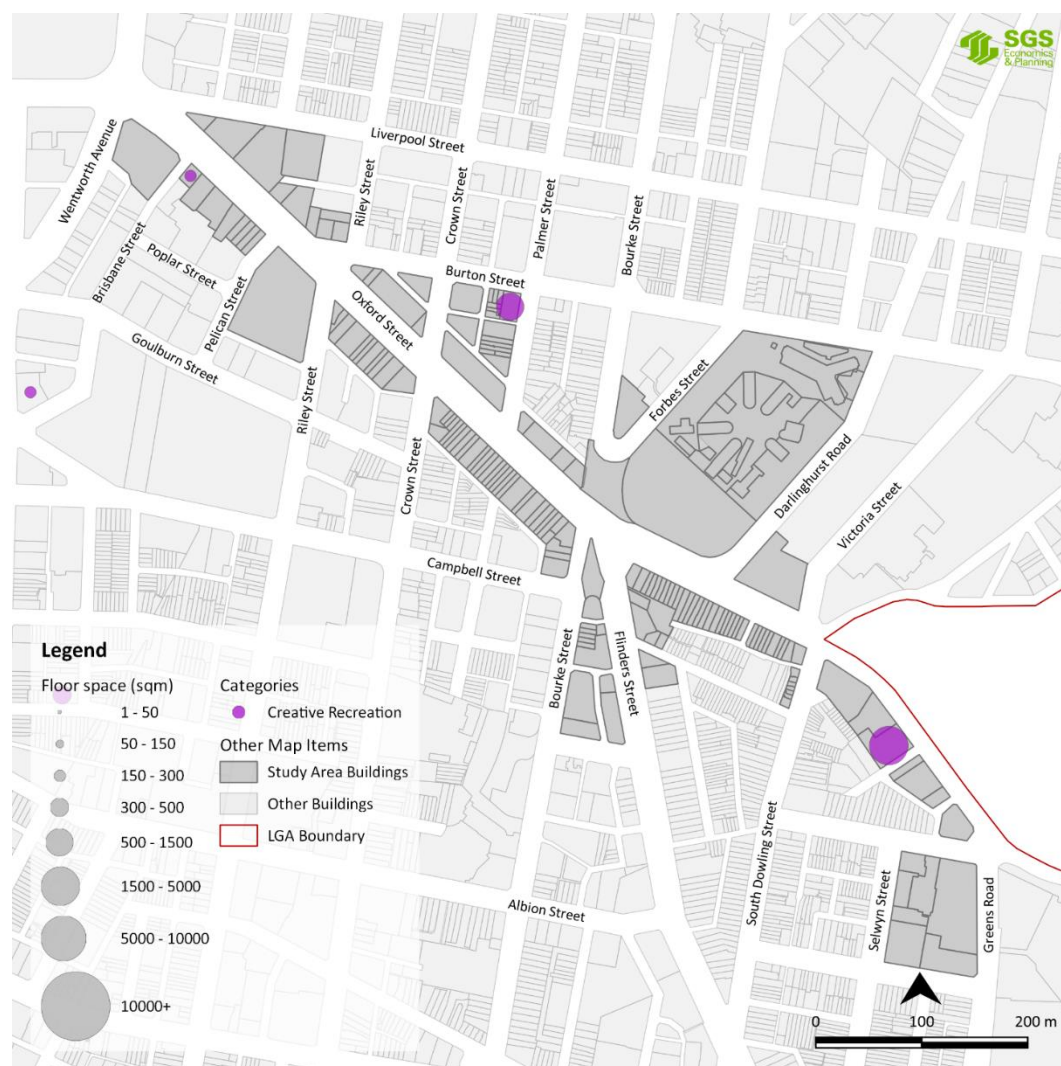 SGS
Economics
& Planning
Liverpool Street
Wentworth Avenue
Riley Street
Crown Street
Palmer Street
Bourke Street
Brisbane Street
Poplar Street
Pelican Street
Burton Street
Oxford Street
Goulburn Street
Riley Street
Forbes Street
Crown Street
Darlinghurst Road
Victoria Street
Campbell Street
Bourke Street
Flinders Street
South Dowling Street
Albion Street
Selwyn Street
Greens Road
Legend
Floor space (sqm)
1 - 50
50 - 150
150 - 300
300 - 500
500 - 1500
1500 - 5000
5000 - 10000
10000+
Categories
Creative Recreation
Other Map Items
Study Area Buildings
Other Buildings
LGA Boundary
0 100 200 m